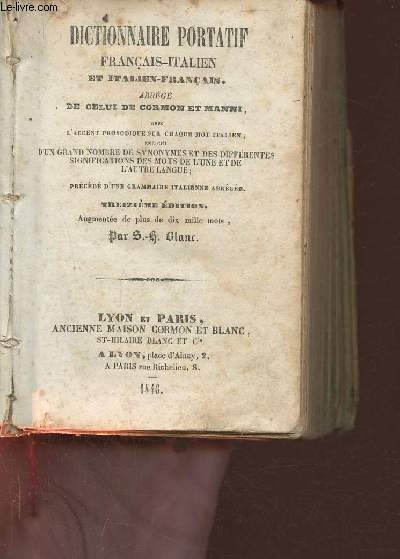 www.Le-livre.com
DICTIONNAIRE PORTATIF
FRANÇAIS-ITALIEN
ET ITALIEN-FRANÇAIS,
ABRÉGÉ
DE CELUI DE CORMON ET MANNI,
AVEC
L'ACCENT PROSODIQUE SUR CHAQUE MOT ITALIEN;
D'UN GRAND NOMBRE DE SYNONYMES ET DES DIFFÉRENTES
SIGNIFICATIONS DES MOTS DE L'UNE ET DE
L'AUTRE LANGUE;
PRÉCÉDÉ D'UNE GRAMMAIRE ITALIENNE ABRÉGÉE.
TREIZIÈME ÉDITION,
Augmentée de plus de dix mille mots,
Par S.-H. Blanc.
LYON ET PARIS,
ANCIENNE MAISON CORMON ET BLANC,
ST-HILAIRE BLANC ET Cie
A LYON, place d'Ainay, 2.
A PARIS rue Richelieu, 8.
1846.